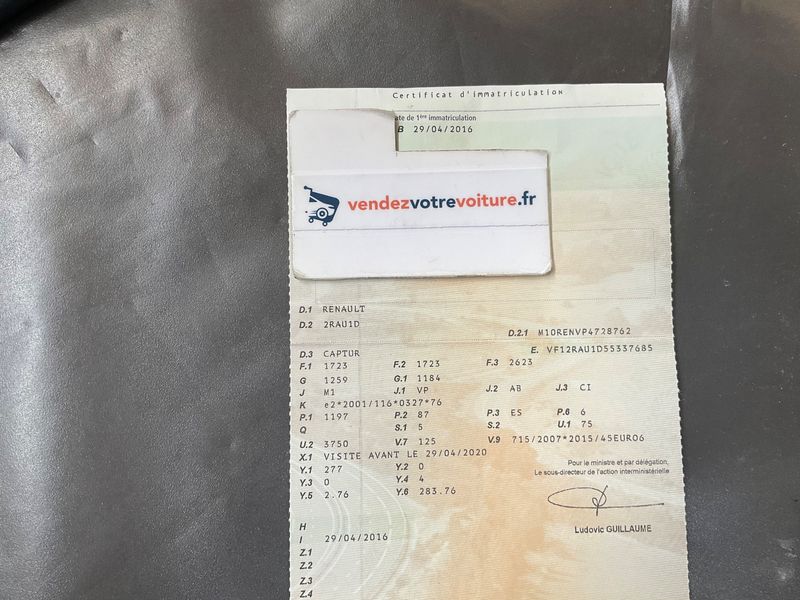 Certificat d'immatriculation
ate de 1ère immatriculation
B 29/04/2016
vendezvotrevoiture.fr
D.1 RENAULT
D.2 2RAU1D
D.2.1 M10RENVP4728762
D.3 CAPTUR E. VF12RAU1D55337685
F.1 1723 F.2 1723 F.3 2623
G 1259 G.1 1184
J M1 J.1 VP J.2 AB J.3 CI
K e2*2001/116*0327*76
P.1 1197 P.2 87 P.3 ES P.6 6
Q S.1 5 S.2 U.1 75
U.2 3750 V.7 125 V.9 715/2007*2015/45EURO6
X.1 VISITE AVANT LE 29/04/2020
Y.1 277 Y.2 0
Y.3 0 Y.4 4
Y.5 2.76 Y.6 283.76
Pour le ministre et par délégation,
Le sous-directeur de l'action interministérielle
Ludovic GUILLAUME
H
I 29/04/2016
Z.1
Z.2
Z.3
Z.4